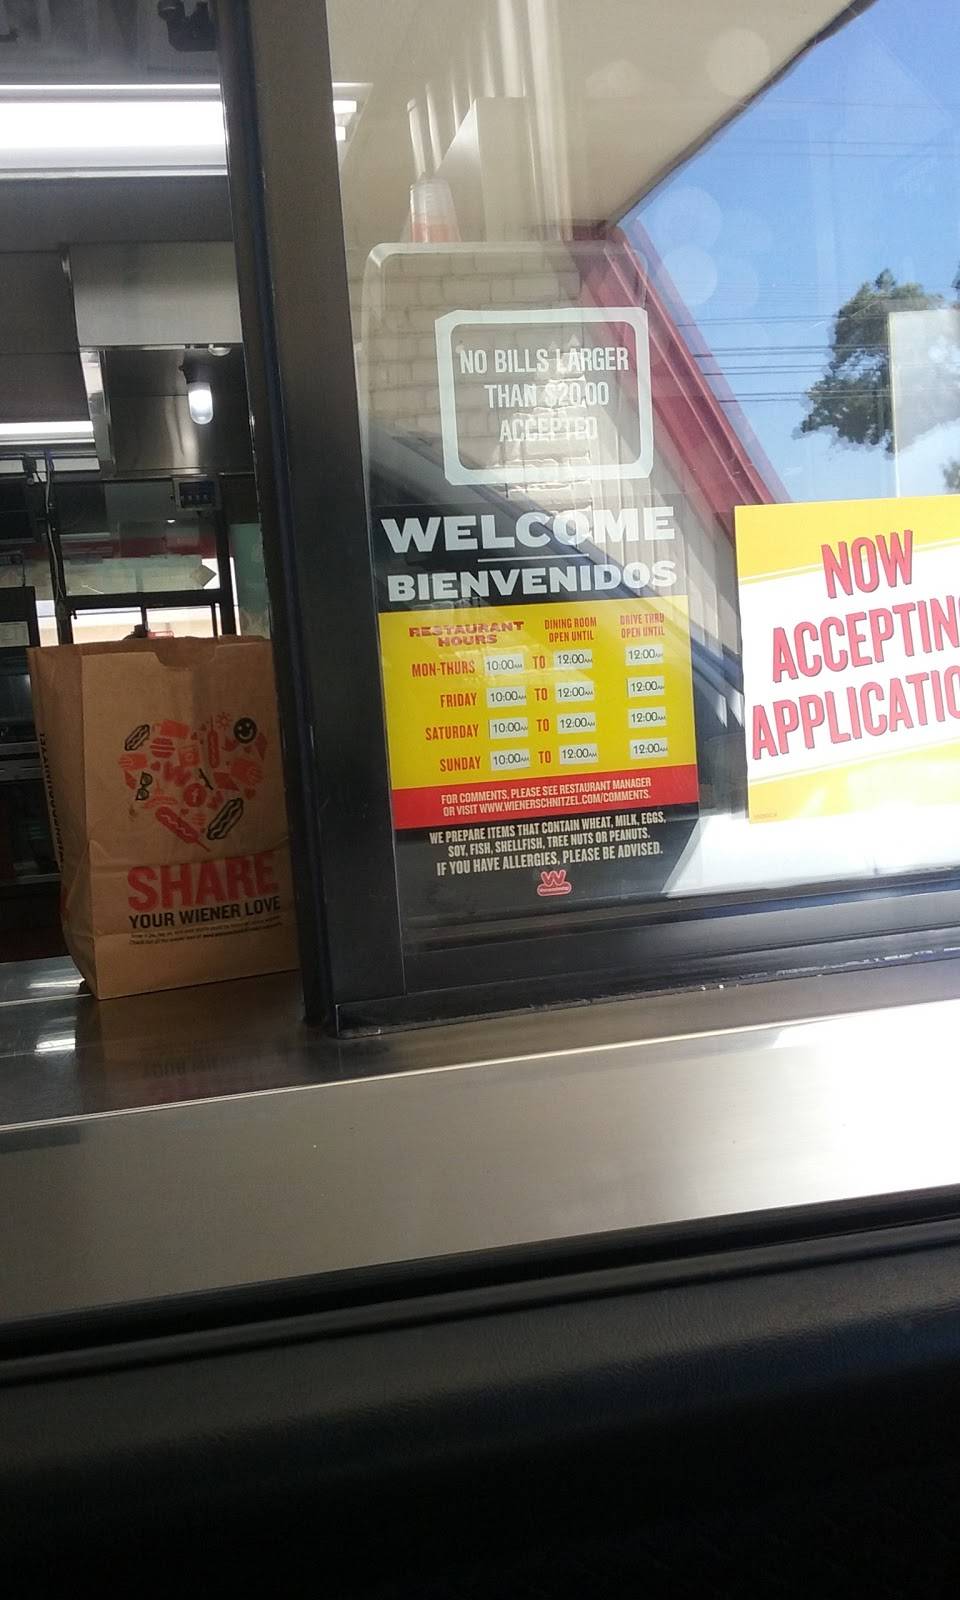 NO BILLS LARGER
THAN $20.00
ACCEPTED
WELCOME
BIENVENIDOS
RESTAURANT
HOURS
DINING ROOM
OPEN UNTIL
DRIVE THRU
OPEN UNTIL
MON-THURS 10:00AM TO 12:00AM 12:00AM
FRIDAY 10:00AM TO 12:00AM 12:00AM
SATURDAY 10:00AM TO 12:00AM 12:00AM
SUNDAY 10:00AM TO 12:00AM 12:00AM
FOR COMMENTS, PLEASE SEE RESTAURANT MANAGER
OR VISIT WWW.WIENERSCHNITZEL.COM/COMMENTS.
WE PREPARE ITEMS THAT CONTAIN WHEAT, MILK, EGGS,
SOY, FISH, SHELLFISH, TREE NUTS OR PEANUTS.
IF YOU HAVE ALLERGIES, PLEASE BE ADVISED.
NOW
ACCEPTIN
APPLICATIO
SHARE
YOUR WIENER LOVE